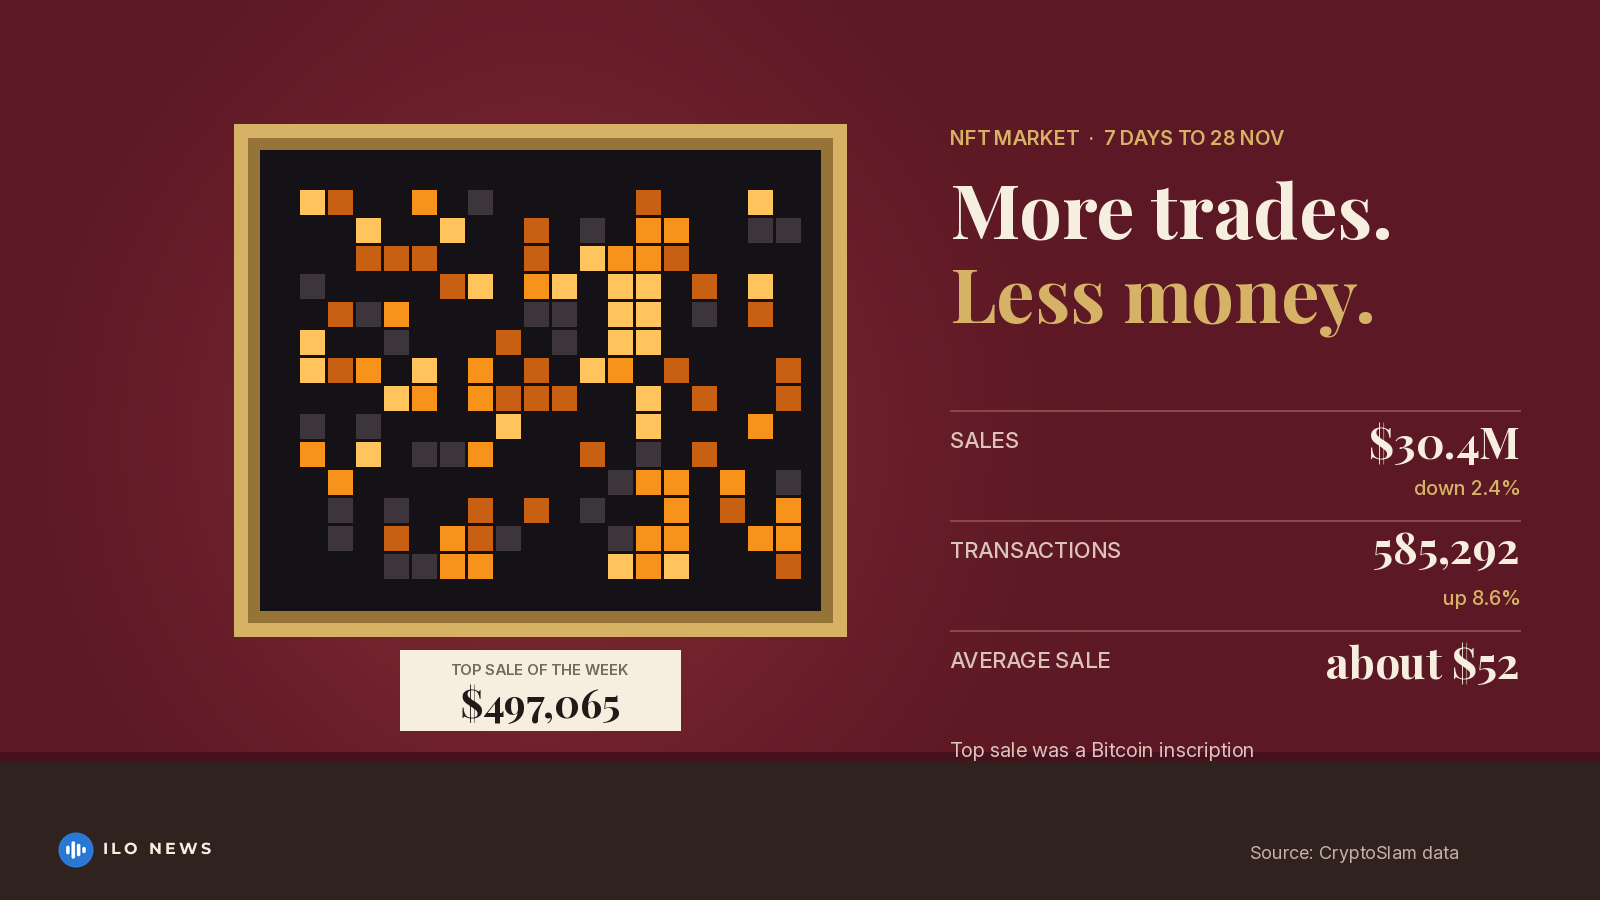 NFT MARKET · 7 DAYS TO 28 NOV
More trades.
Less money.
SALES
$30.4M
down 2.4%
TRANSACTIONS
585,292
up 8.6%
AVERAGE SALE
about $52
Top sale was a Bitcoin inscription
TOP SALE OF THE WEEK
$497,065
ILO NEWS
Source: CryptoSlam data